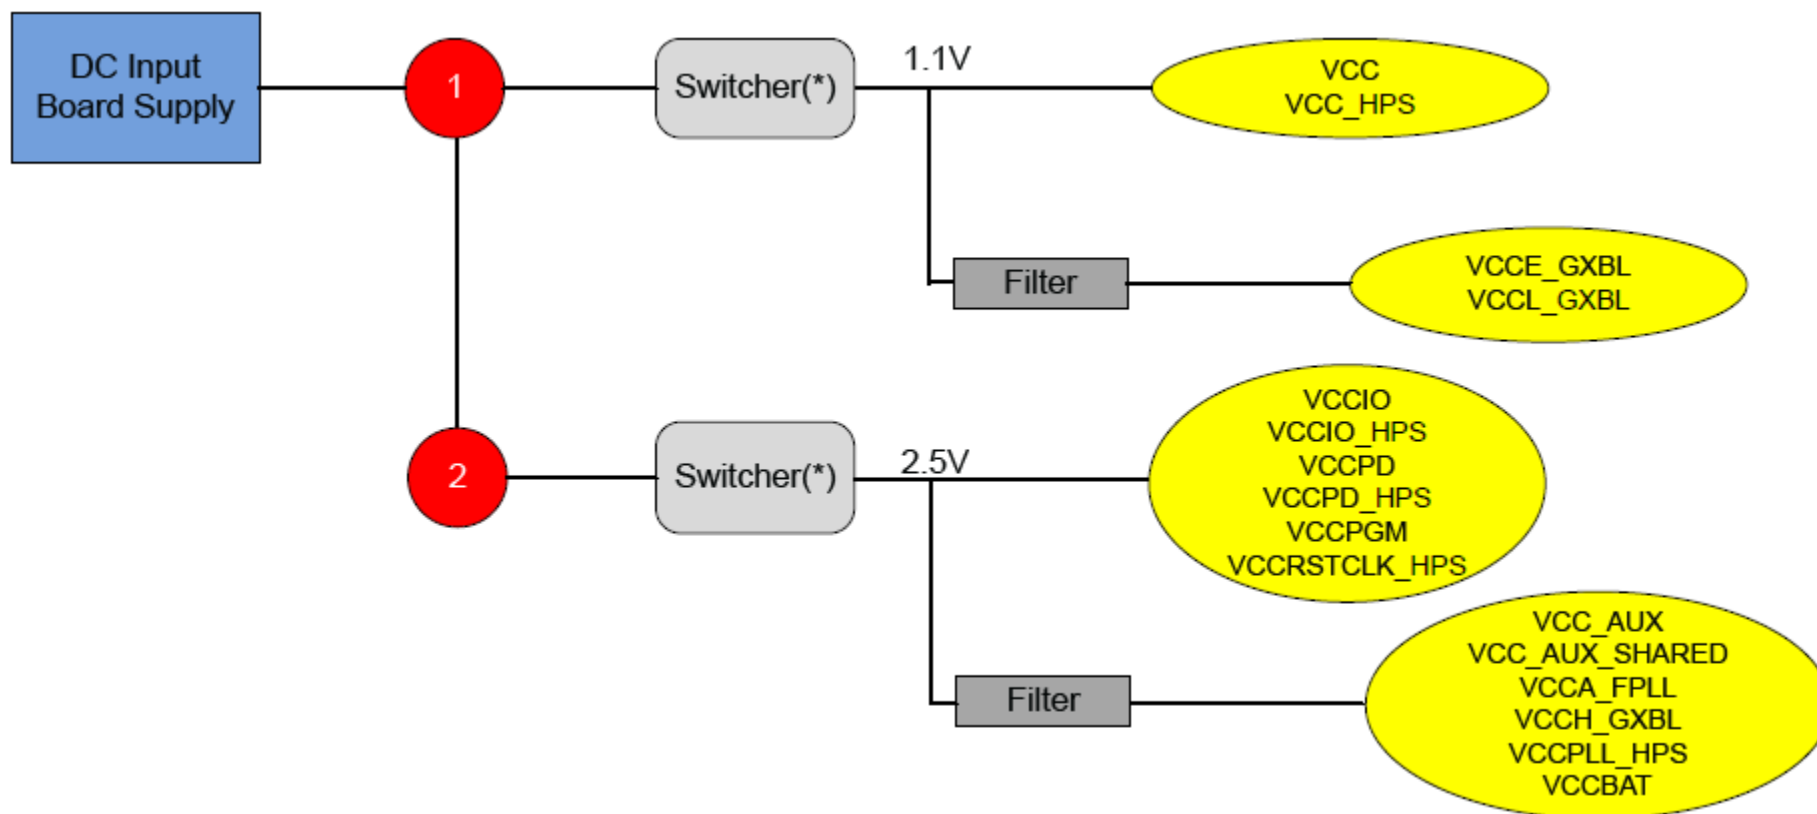 DC Input
Board Supply
1
Switcher(*)
1.1V
VCC
VCC_HPS
Filter
VCCE_GXBL
VCCL_GXBL
2
Switcher(*)
2.5V
VCCIO
VCCIO_HPS
VCCPD
VCCPD_HPS
VCCPGM
VCCRSTCLK_HPS
Filter
VCC_AUX
VCC_AUX_SHARED
VCCA_FPLL
VCCH_GXBL
VCCPLL_HPS
VCCBAT